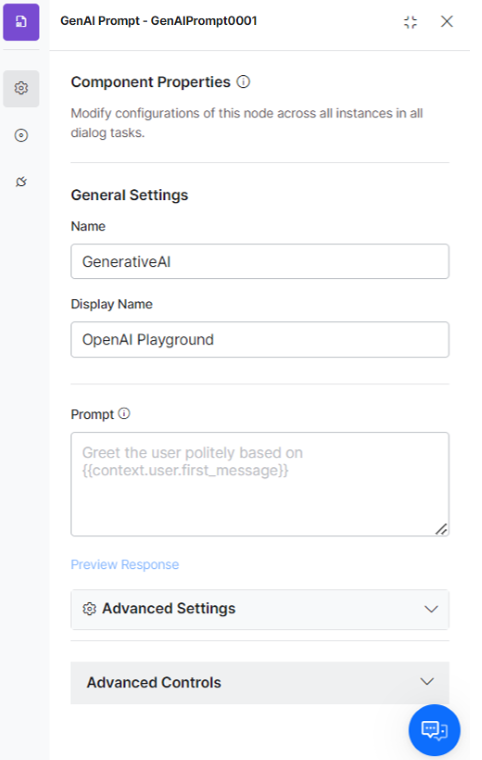 GenAI Prompt - GenAIPrompt0001
Component Properties
Modify configurations of this node across all instances in all
dialog tasks.
General Settings
Name
GenerativeAI
Display Name
OpenAI Playground
Prompt
Greet the user politely based on
{{context.user.first_message}}
Preview Response
Advanced Settings
Advanced Controls